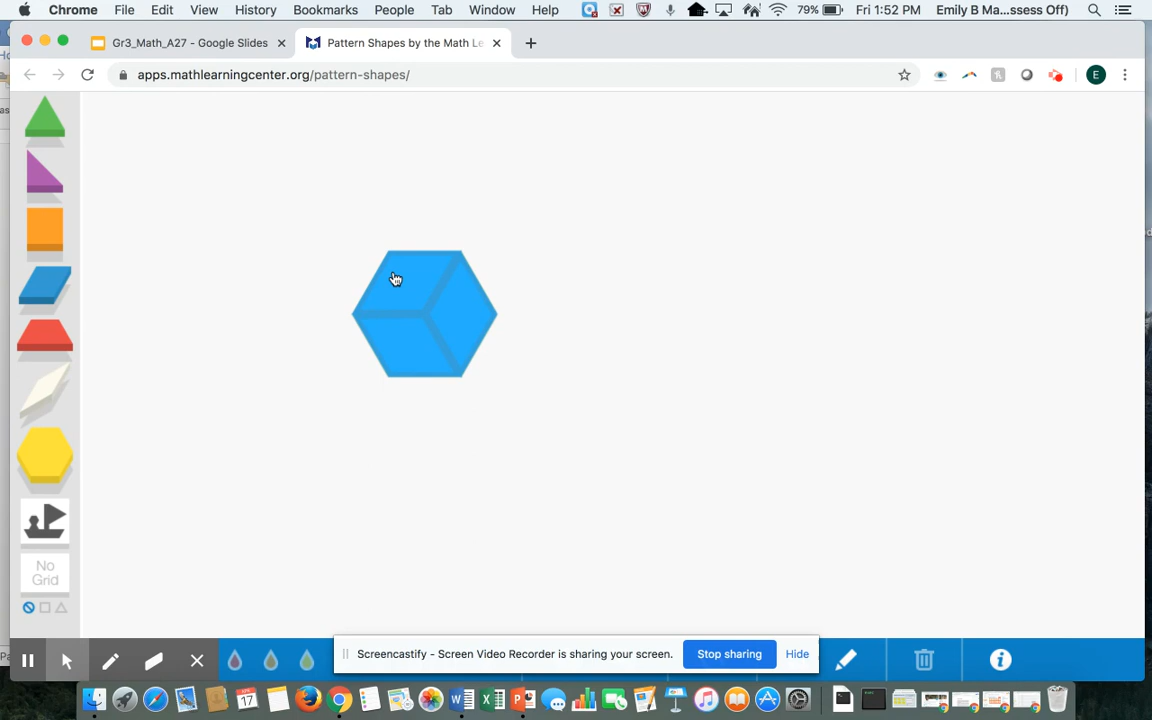 Chrome File Edit View History Bookmarks People Tab Window Help 79% Fri 1:52 PM Emily B Ma...ssess Off)
Gr3_Math_A27 - Google Slides Pattern Shapes by the Math Le
apps.mathlearningcenter.org/pattern-shapes/ E
No
Grid
Screencastify - Screen Video Recorder is sharing your screen. Stop sharing Hide